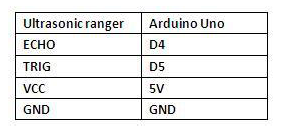 Ultrasonic ranger Arduino Uno
ECHO D4
TRIG D5
VCC 5V
GND GND